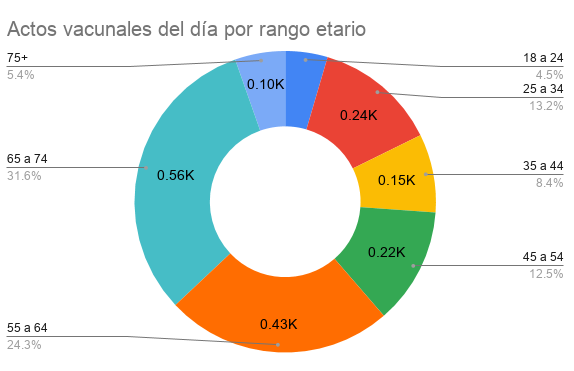 Actos vacunales del día por rango etario
75+
5.4%
18 a 24
4.5%
25 a 34
13.2%
0.10K
0.24K
65 a 74
31.6%
0.56K
0.15K
35 a 44
8.4%
0.22K
45 a 54
12.5%
0.43K
55 a 64
24.3%